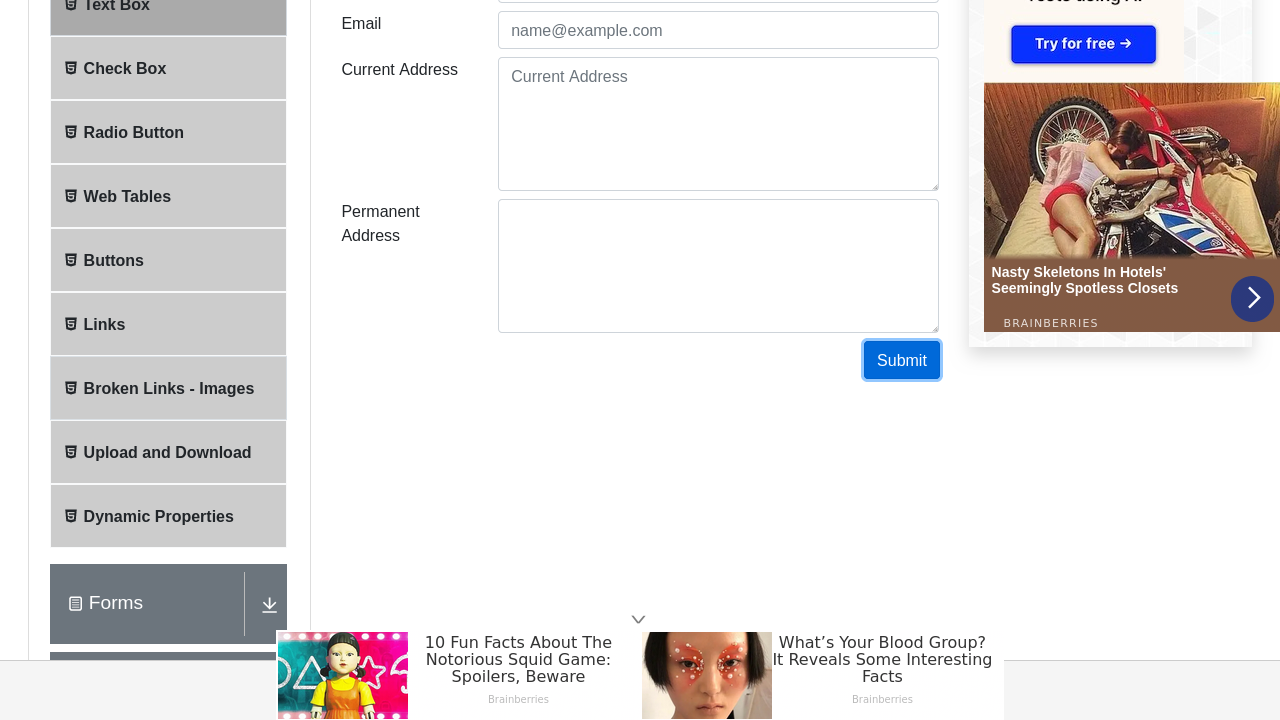 Text Box
Check Box
Radio Button
Web Tables
Buttons
Links
Broken Links - Images
Upload and Download
Dynamic Properties
Forms
Email
name@example.com
Current Address
Current Address
Permanent
Address
Submit
Try for free →
Nasty Skeletons In Hotels'
Seemingly Spotless Closets
BRAINBERRIES
10 Fun Facts About The
Notorious Squid Game:
Spoilers, Beware
Brainberries
What's Your Blood Group?
It Reveals Some Interesting
Facts
Brainberries